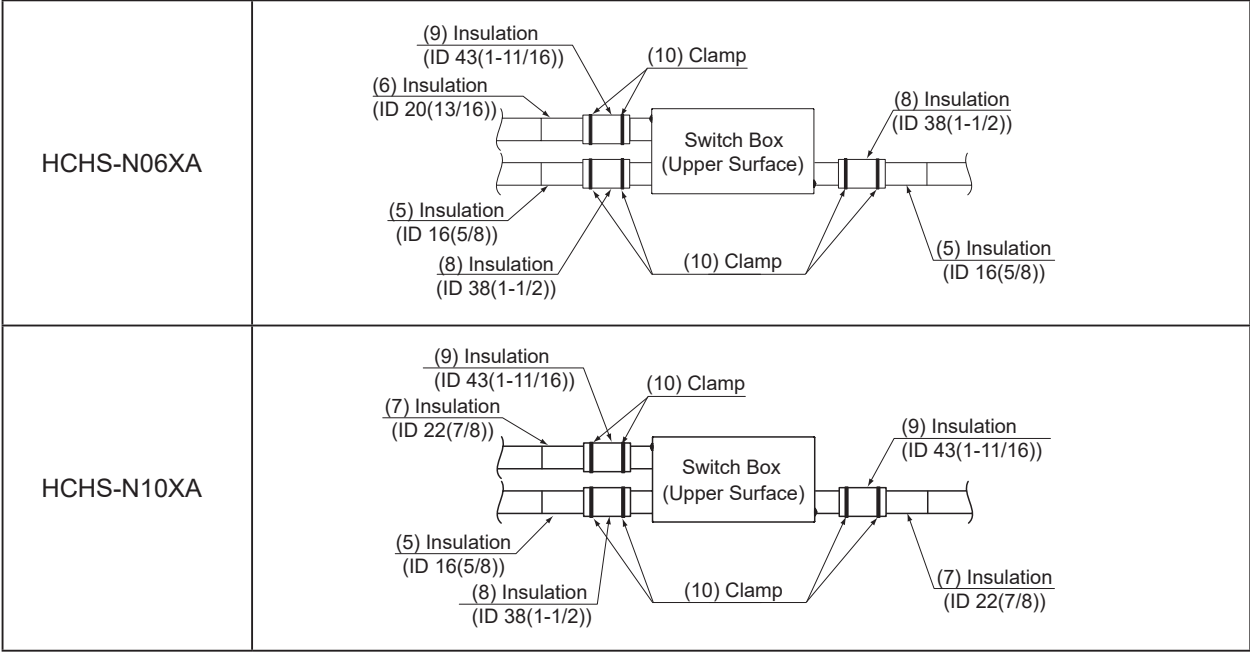 HCHS-N06XA
(9) Insulation
(ID 43(1-11/16))
(10) Clamp
(6) Insulation
(ID 20(13/16))
(8) Insulation
(ID 38(1-1/2))
Switch Box
(Upper Surface)
(5) Insulation
(ID 16(5/8))
(8) Insulation
(ID 38(1-1/2))
(10) Clamp
(5) Insulation
(ID 16(5/8))
HCHS-N10XA
(9) Insulation
(ID 43(1-11/16))
(10) Clamp
(7) Insulation
(ID 22(7/8))
(9) Insulation
(ID 43(1-11/16))
Switch Box
(Upper Surface)
(5) Insulation
(ID 16(5/8))
(8) Insulation
(ID 38(1-1/2))
(10) Clamp
(7) Insulation
(ID 22(7/8))